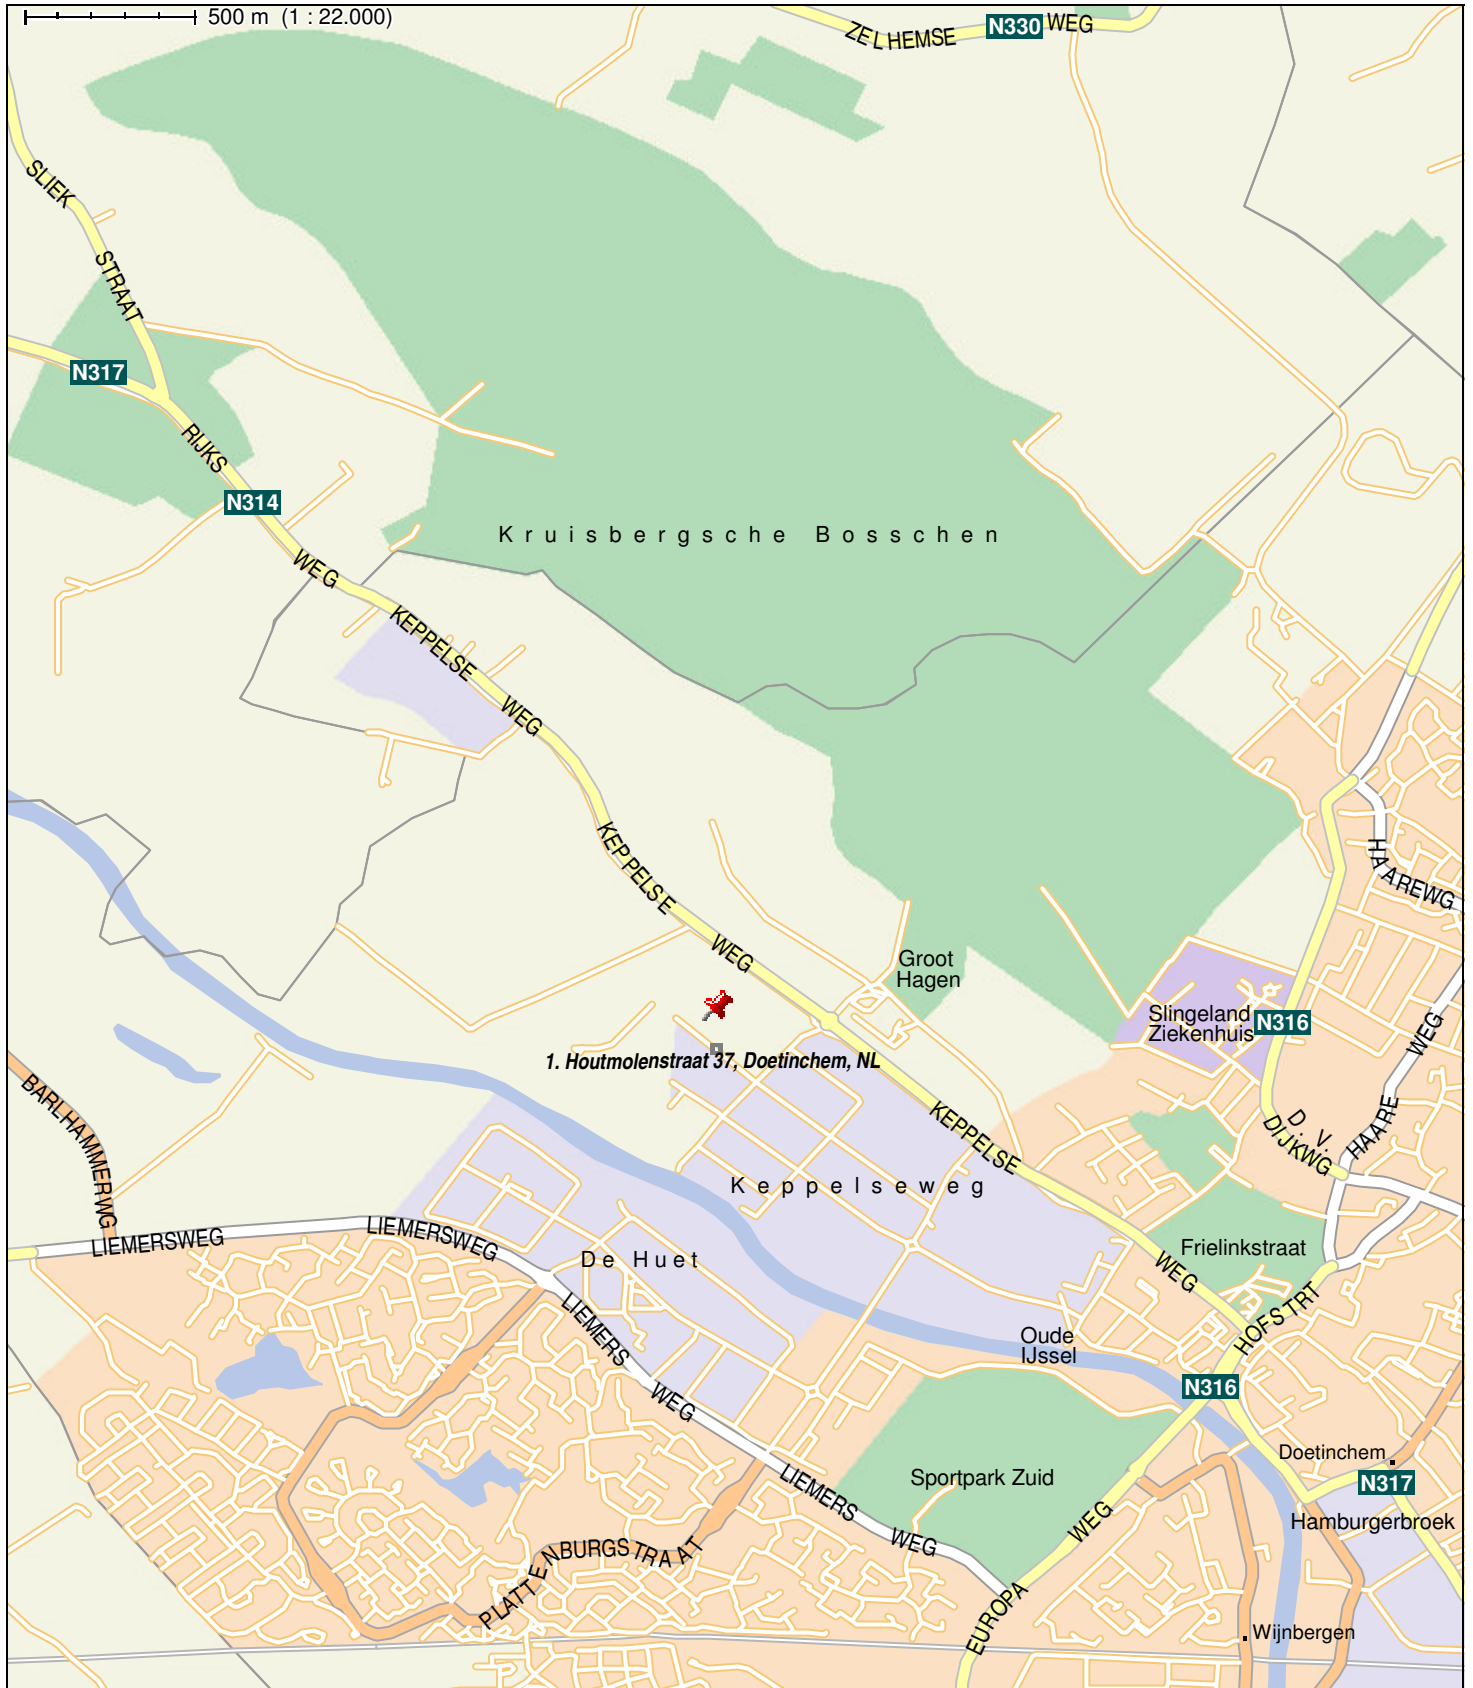 500 m (1 : 22.000)
ZELHEMSE
N330
WEG
SLIEK
STRAAT
N317
RIJKS
N314
WEG
Kruisbergsche Bosschen
KEPPELSE
WEG
KEPPELSE
WEG
HAAREWG
Groot
Hagen
Slingeland
Ziekenhuis
N316
WEG
1. Houtmolenstraat 37, Doetinchem, NL
BARLHAMMERWG
KEPPELSE
D. V.
DIJKWG
HAARE
Keppelseweg
LIEMERSWEG
LIEMERSWEG
De Huet
Frielinkstraat
WEG
LIEMERS
HOFSTRT
Oude
IJssel
WEG
N316
Doetinchem
Sportpark Zuid
LIEMERS
N317
WEG
WEG
Hamburgerbroek
PLATTENBURGSTRAAT
EUROPA
Wijnbergen